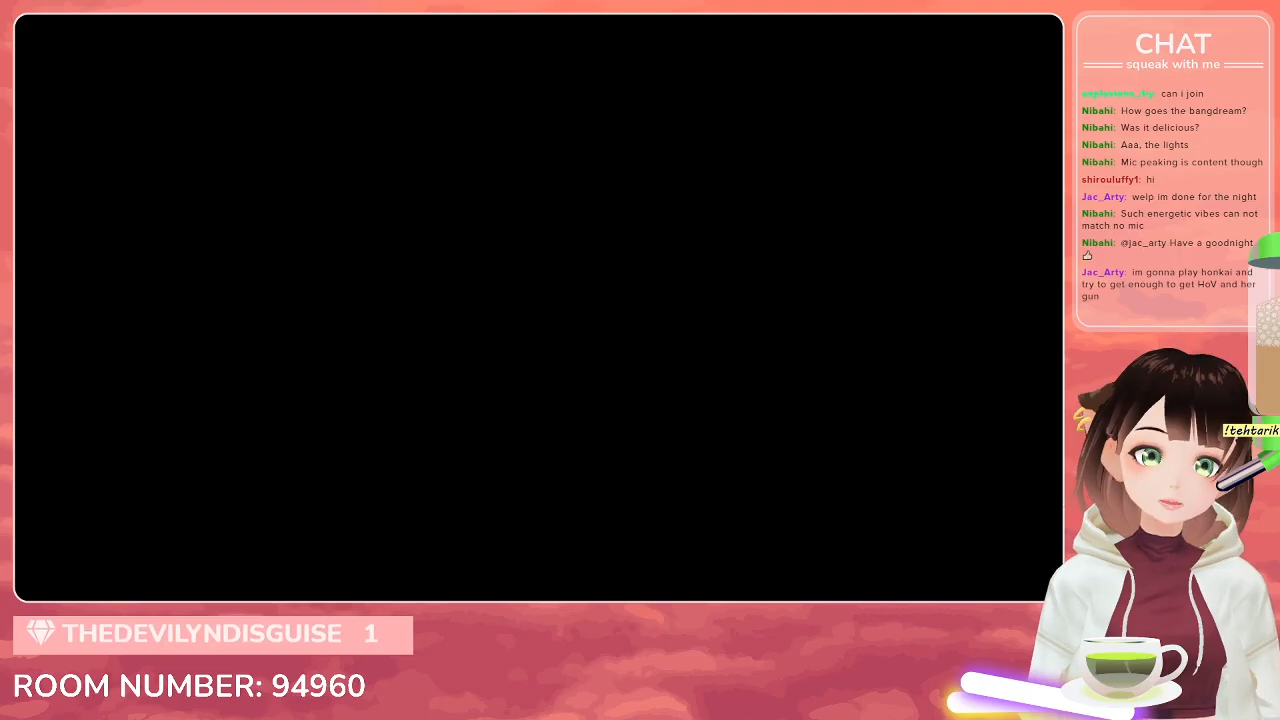 CHAT
squeak with me
explosions_by: can i join
Nibahi: How goes the bangdream?
Nibahi: Was it delicious?
Nibahi: Aaa, the lights
Nibahi: Mic peaking is content though
shirouluffy1: hi
Jac_Arty: welp im done for the night
Nibahi: Such energetic vibes can not
match no mic
Nibahi: @jac_arty Have a goodnight
Jac_Arty: im gonna play honkai and
try to get enough to get HoV and her
gun
!tehtarik
THEDEVILYNDISGUISE 1
ROOM NUMBER: 94960